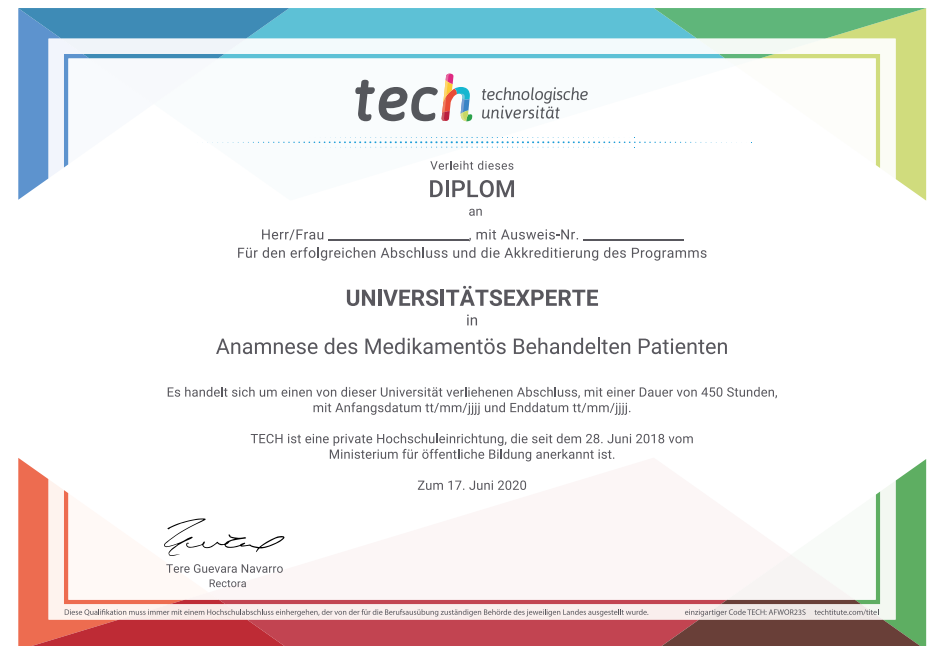 tech technologische
universität
Verleiht dieses
DIPLOM
an
Herr/Frau ____________________, mit Ausweis-Nr. ______________
Für den erfolgreichen Abschluss und die Akkreditierung des Programms
UNIVERSITÄTSEXPERTE
in
Anamnese des Medikamentös Behandelten Patienten
Es handelt sich um einen von dieser Universität verliehenen Abschluss, mit einer Dauer von 450 Stunden,
mit Anfangsdatum tt/mm/jjjj und Enddatum tt/mm/jjjj.
TECH ist eine private Hochschuleinrichtung, die seit dem 28. Juni 2018 vom
Ministerium für öffentliche Bildung anerkannt ist.
Zum 17. Juni 2020
Tere Guevara Navarro
Rectora
Diese Qualifikation muss immer mit einem Hochschulabschluss einhergehen, der von der für die Berufsausübung zuständigen Behörde des jeweiligen Landes ausgestellt wurde. einzigartiger Code TECH: AFWOR23S techtitute.com/titel